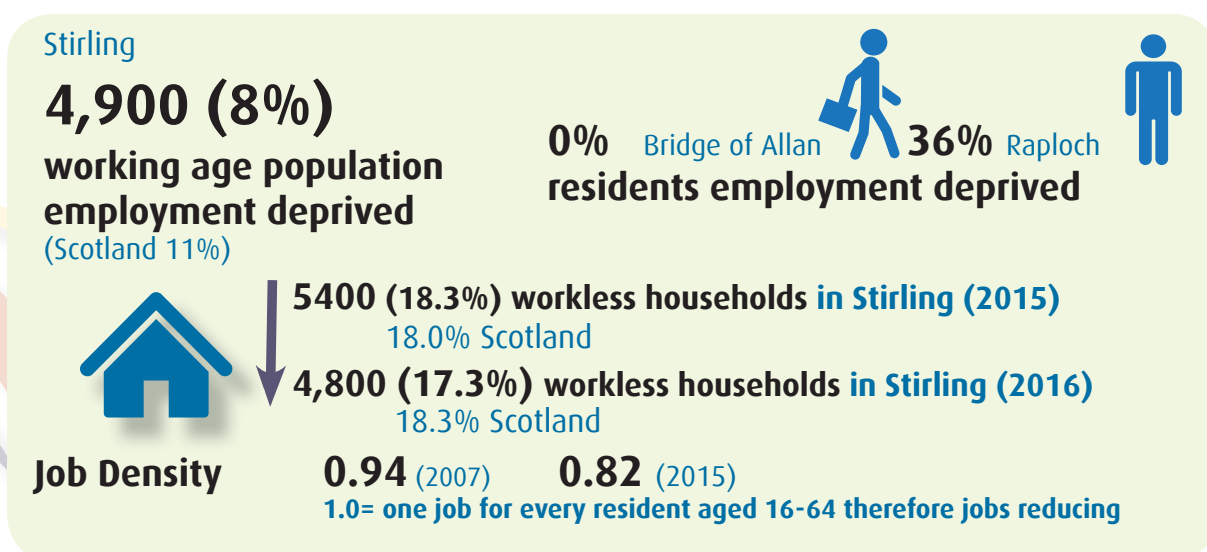 Stirling
4,900 (8%)
working age population
employment deprived
(Scotland 11%)
0% Bridge of Allan 36% Raploch
residents employment deprived
5400 (18.3%) workless households in Stirling (2015)
18.0% Scotland
4,800 (17.3%) workless households in Stirling (2016)
18.3% Scotland
Job Density 0.94 (2007) 0.82 (2015)
1.0= one job for every resident aged 16-64 therefore jobs reducing